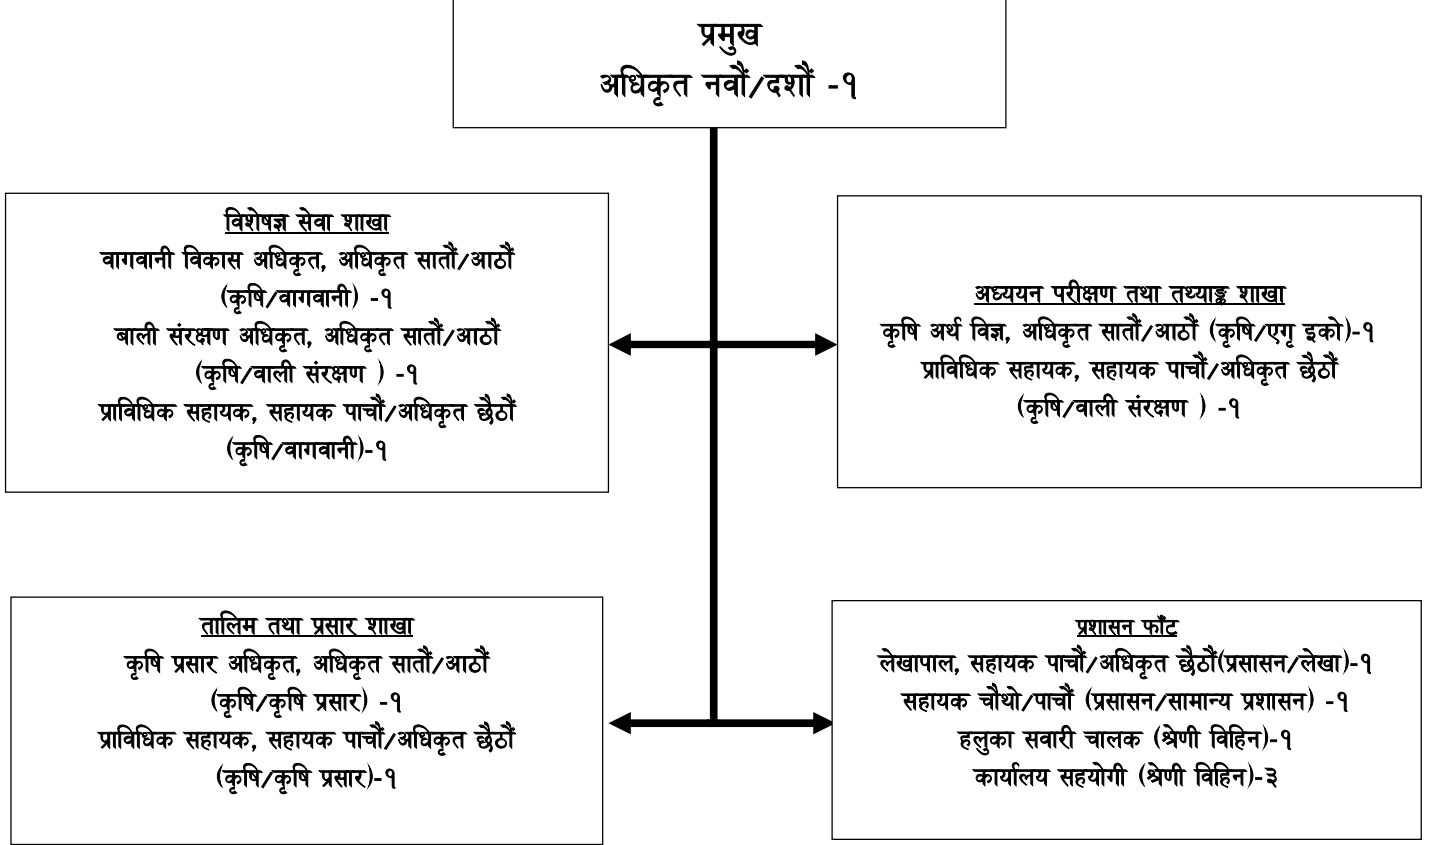 प्रमुख
अधिकृत नवौं/दशौं -१
विशेषज्ञ सेवा शाखा
वागवानी विकास अधिकृत, अधिकृत सातौं/आठौं
(कृषि/वागवानी) -१
बाली संरक्षण अधिकृत, अधिकृत सातौं/आठौं
(कृषि/वाली संरक्षण ) -१
प्राविधिक सहायक, सहायक पाचौं/अधिकृत छैठौं
(कृषि/वागवानी)-१
अध्ययन परीक्षण तथा तथ्याङ्क शाखा
कृषि अर्थ विज्ञ, अधिकृत सातौं/आठौं (कृषि/एगृ इको)-१
प्राविधिक सहायक, सहायक पाचौं/अधिकृत छैठौं
(कृषि/वाली संरक्षण ) -१
तालिम तथा प्रसार शाखा
कृषि प्रसार अधिकृत, अधिकृत सातौं/आठौं
(कृषि/कृषि प्रसार) -१
प्राविधिक सहायक, सहायक पाचौं/अधिकृत छैठौं
(कृषि/कृषि प्रसार)-१
प्रशासन फाँट
लेखापाल, सहायक पाचौं/अधिकृत छैठौं(प्रसासन/लेखा)-१
सहायक चौथो/पाचौं (प्रसासन/सामान्य प्रशासन) -१
हलुका सवारी चालक (श्रेणी विहिन)-१
कार्यालय सहयोगी (श्रेणी विहिन)-३